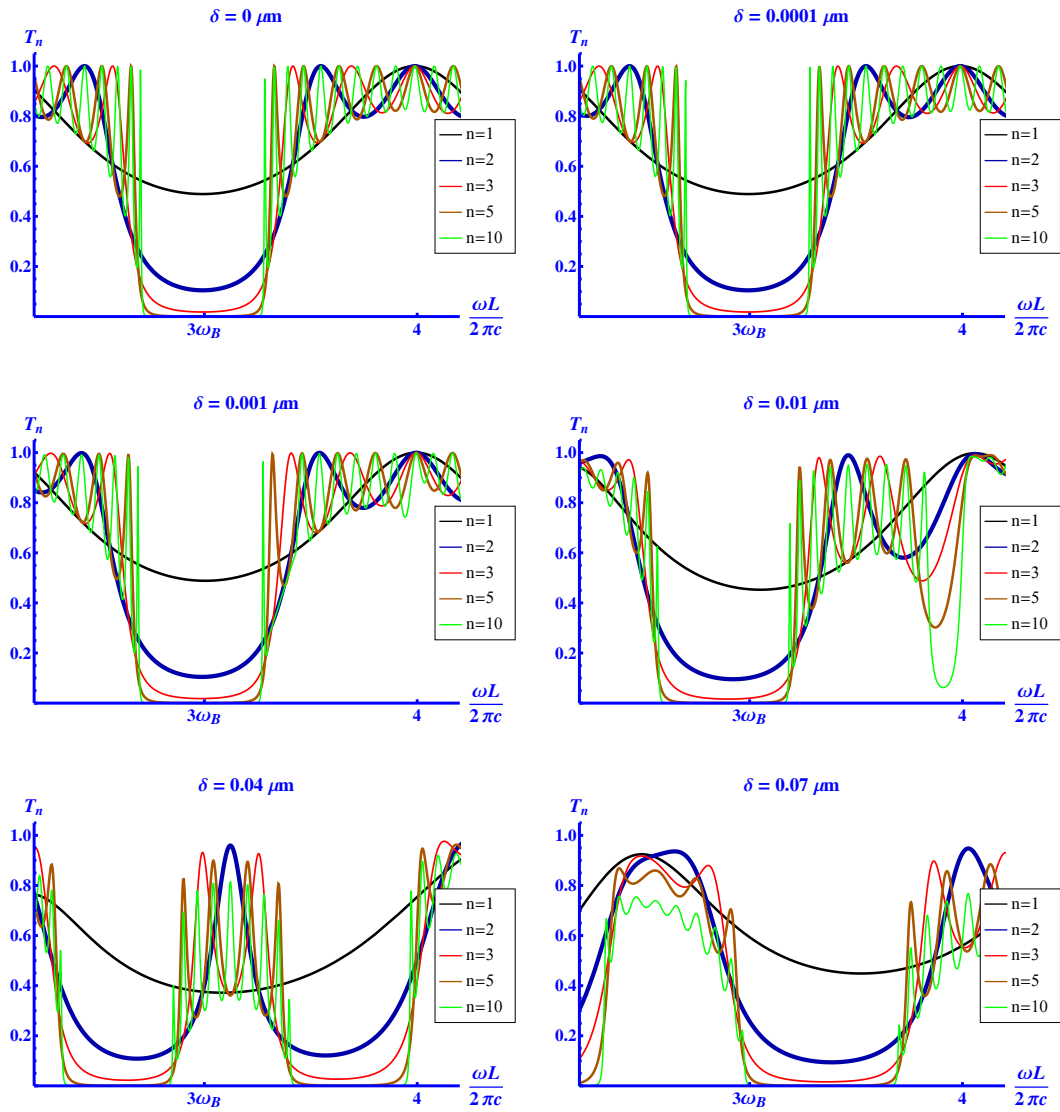 δ = 0 μm
T_n
1.0
0.8
0.6
0.4
0.2
3ω_B
4
ωL
2πc
n=1
n=2
n=3
n=5
n=10
δ = 0.0001 μm
T_n
1.0
0.8
0.6
0.4
0.2
3ω_B
4
ωL
2πc
n=1
n=2
n=3
n=5
n=10
δ = 0.001 μm
T_n
1.0
0.8
0.6
0.4
0.2
3ω_B
4
ωL
2πc
n=1
n=2
n=3
n=5
n=10
δ = 0.01 μm
T_n
1.0
0.8
0.6
0.4
0.2
3ω_B
4
ωL
2πc
n=1
n=2
n=3
n=5
n=10
δ = 0.04 μm
T_n
1.0
0.8
0.6
0.4
0.2
3ω_B
4
ωL
2πc
n=1
n=2
n=3
n=5
n=10
δ = 0.07 μm
T_n
1.0
0.8
0.6
0.4
0.2
3ω_B
4
ωL
2πc
n=1
n=2
n=3
n=5
n=10